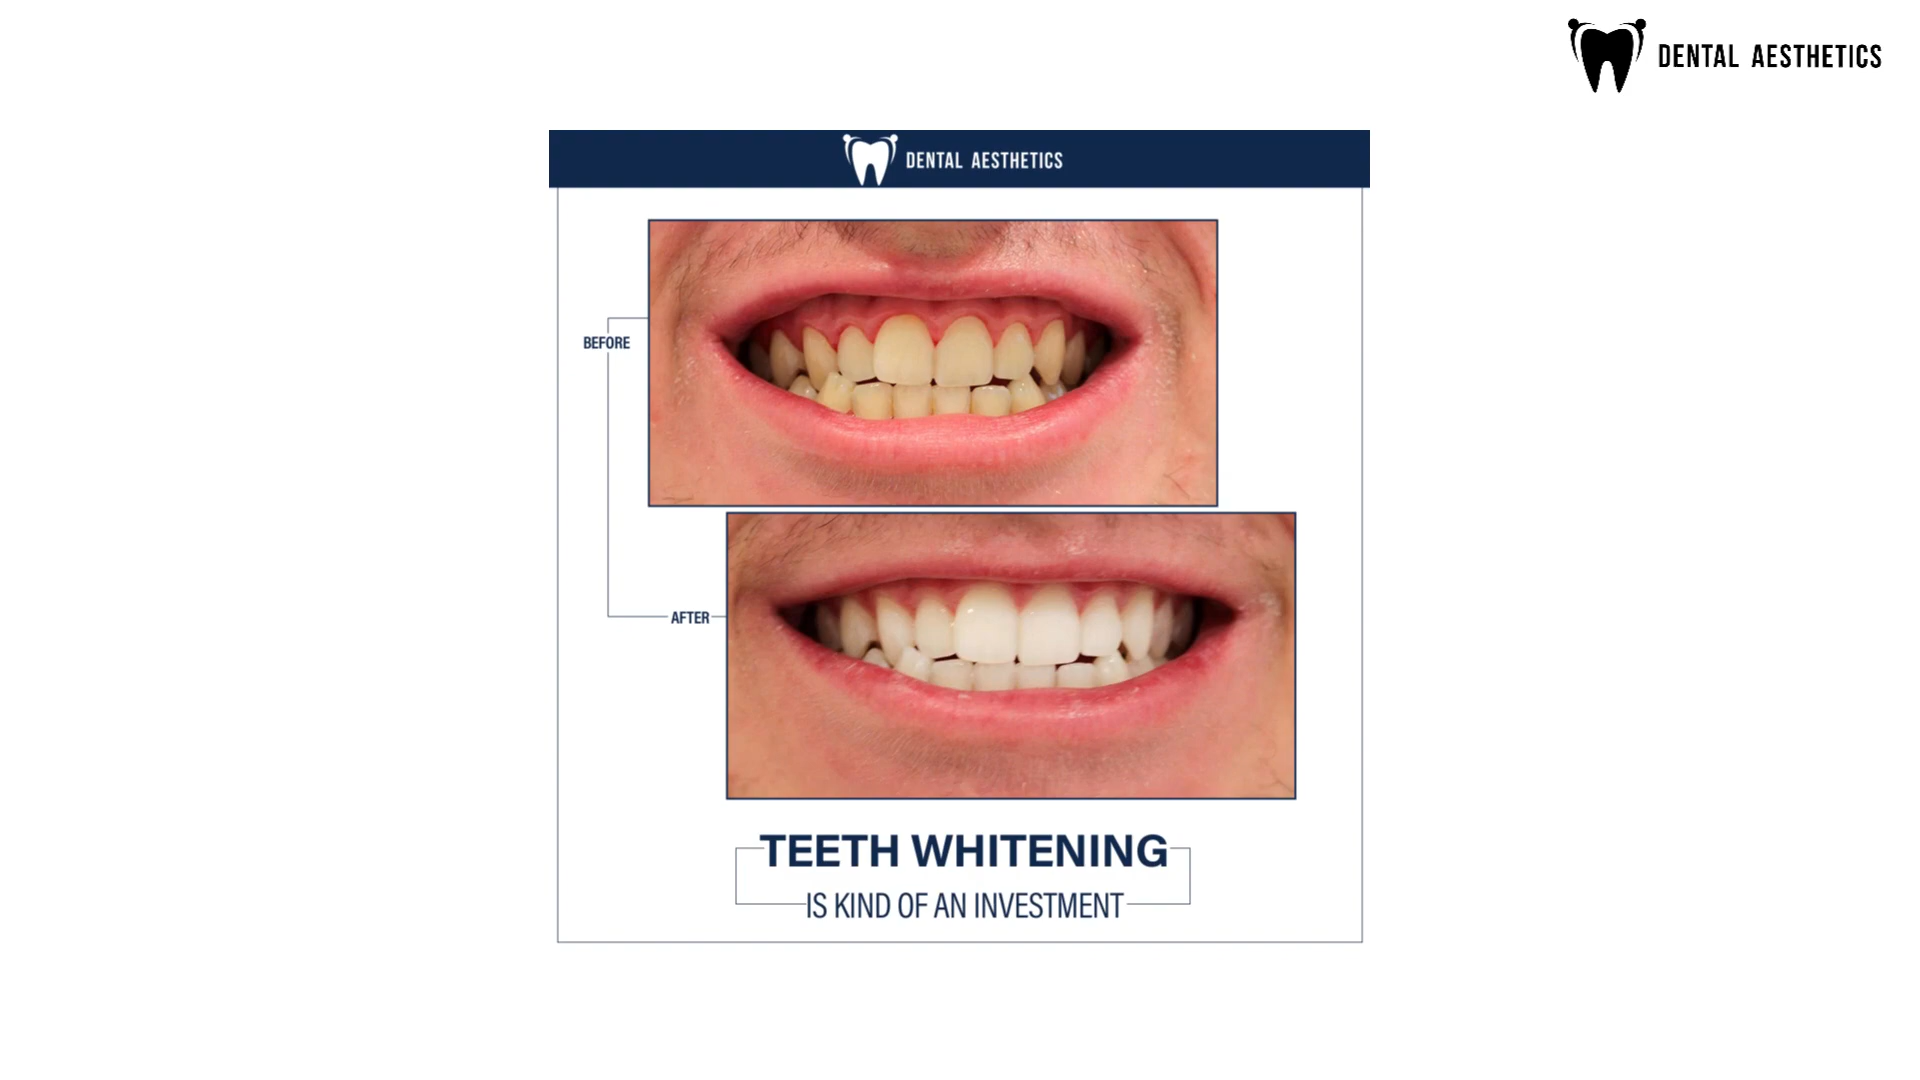 DENTAL AESTHETICS
DENTAL AESTHETICS
BEFORE
AFTER
TEETH WHITENING
IS KIND OF AN INVESTMENT